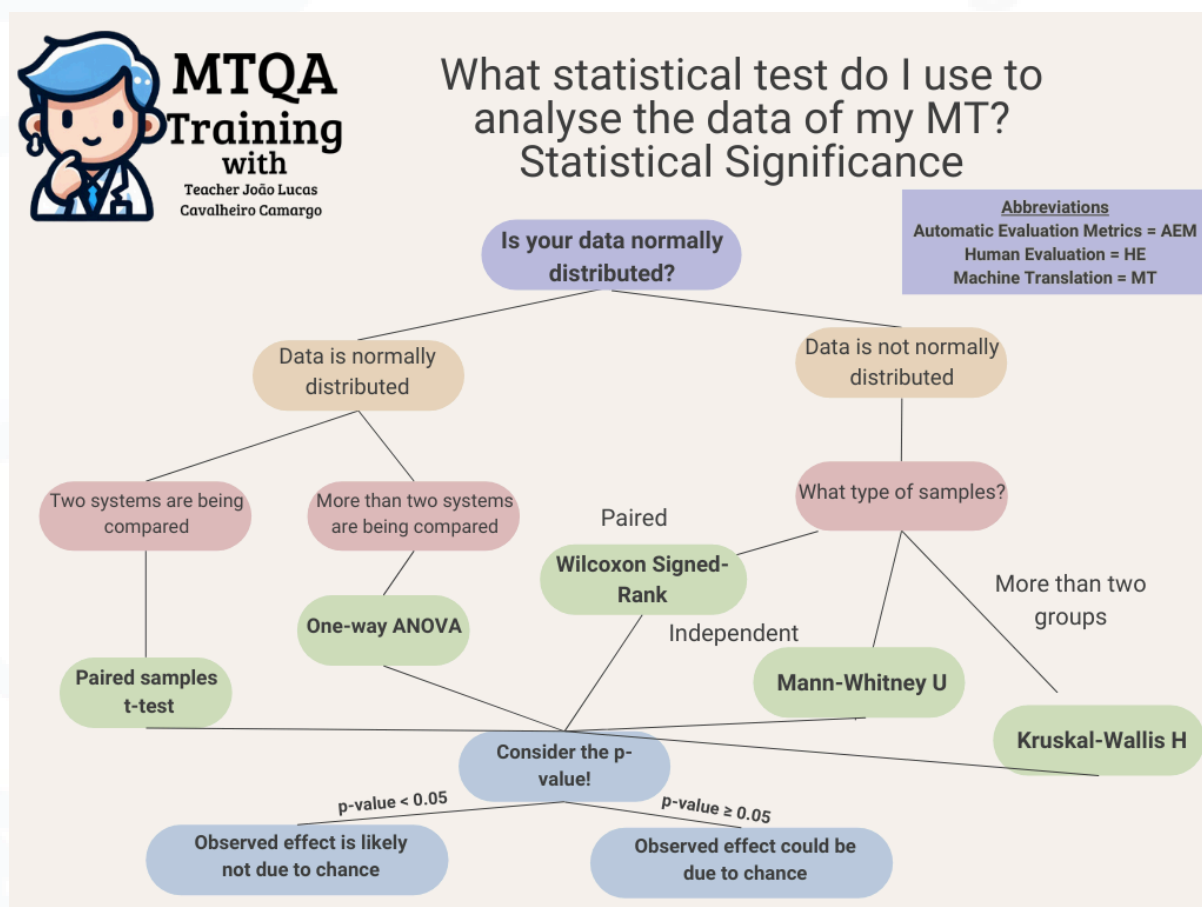 MTQA
Training
with
Teacher João Lucas
Cavalheiro Camargo
What statistical test do I use to
analyse the data of my MT?
Statistical Significance
Abbreviations
Automatic Evaluation Metrics = AEM
Human Evaluation = HE
Machine Translation = MT
Is your data normally
distributed?
Data is normally
distributed
Data is not normally
distributed
Two systems are being
compared
More than two systems
are being compared
What type of samples?
Paired
Wilcoxon Signed-
Rank
Independent
More than two
groups
One-way ANOVA
Paired samples
t-test
Mann-Whitney U
Kruskal-Wallis H
Consider the p-
value!
p-value < 0.05
p-value ≥ 0.05
Observed effect is likely
not due to chance
Observed effect could be
due to chance